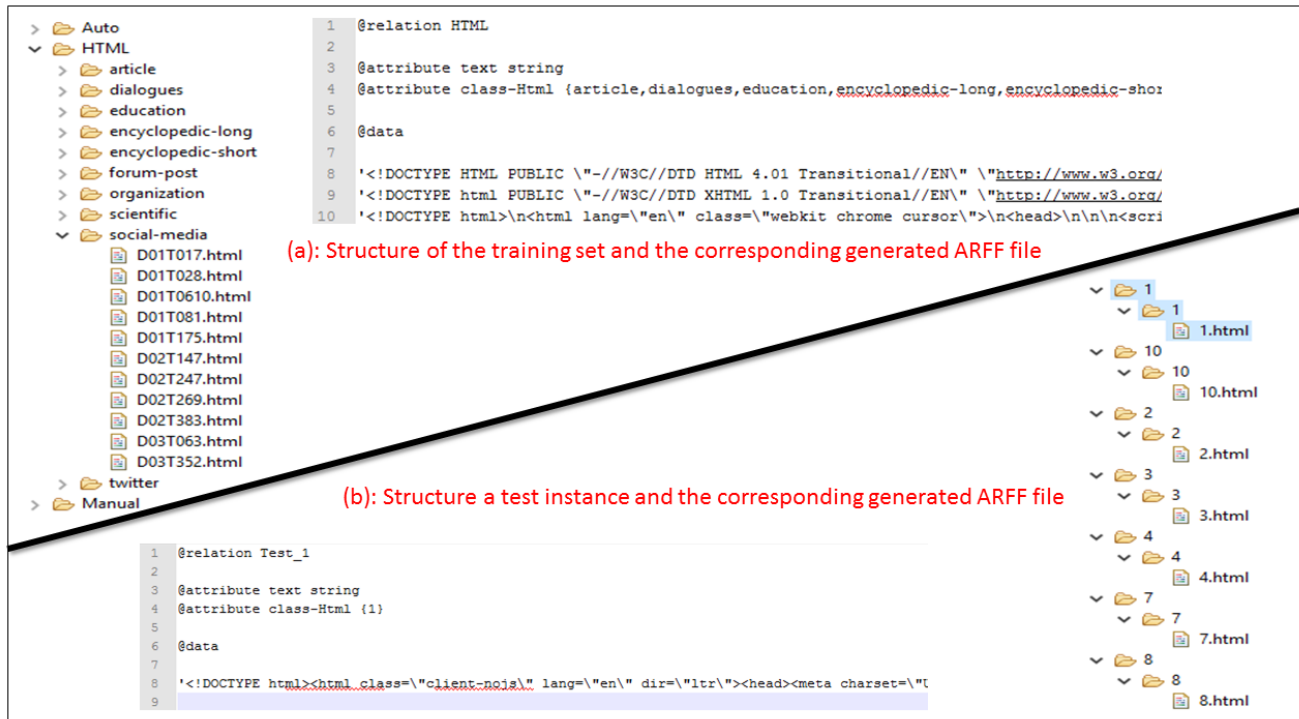 Auto
HTML
article
dialogues
education
encyclopedic-long
encyclopedic-short
forum-post
organization
scientific
social-media
D01T017.html
D01T028.html
D01T0610.html
D01T081.html
D01T175.html
D02T147.html
D02T247.html
D02T269.html
D02T383.html
D03T063.html
D03T352.html
twitter
Manual
1 @relation HTML
2
3 @attribute text string
4 @attribute class-Html {article,dialogues,education,encyclopedic-long,encyclopedic-shor
5
6 @data
7
8 '<!DOCTYPE HTML PUBLIC \"-//W3C//DTD HTML 4.01 Transitional//EN\" \"http://www.w3.org/
9 '<!DOCTYPE html PUBLIC \"-//W3C//DTD XHTML 1.0 Transitional//EN\" \"http://www.w3.org/
10 '<!DOCTYPE html>\n<html lang=\"en\" class=\"webkit chrome cursor\">\n<head>\n\n\n<scri
(a): Structure of the training set and the corresponding generated ARFF file
1
1
1.html
10
10
10.html
2
2
2.html
3
3
3.html
4
4
4.html
7
7
7.html
8
8
8.html
(b): Structure a test instance and the corresponding generated ARFF file
1 @relation Test_1
2
3 @attribute text string
4 @attribute class-Html {1}
5
6 @data
7
8 '<!DOCTYPE html><html class=\"client-nojs\" lang=\"en\" dir=\"ltr\"><head><meta charset=\"U
9